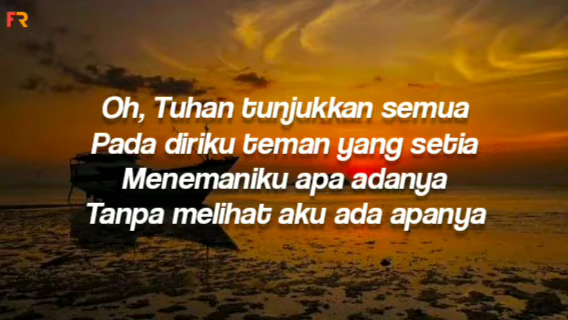 FR
Oh, Tuhan tunjukkan semua
Pada diriku teman yang setia
Menemaniku apa adanya
Tanpa melihat aku ada apanya